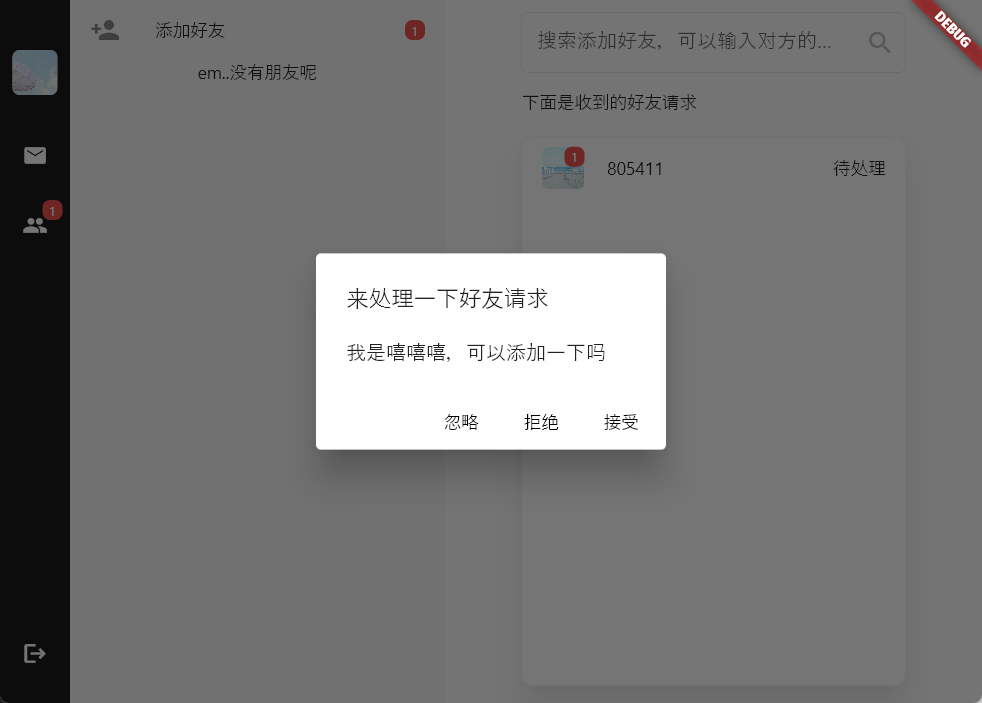 添加好友
1
em..没有朋友呢
1
搜索添加好友，可以输入对方的...
DEBUG
下面是收到的好友请求
1
805411
待处理
来处理一下好友请求
我是嘻嘻嘻，可以添加一下吗
忽略 拒绝 接受